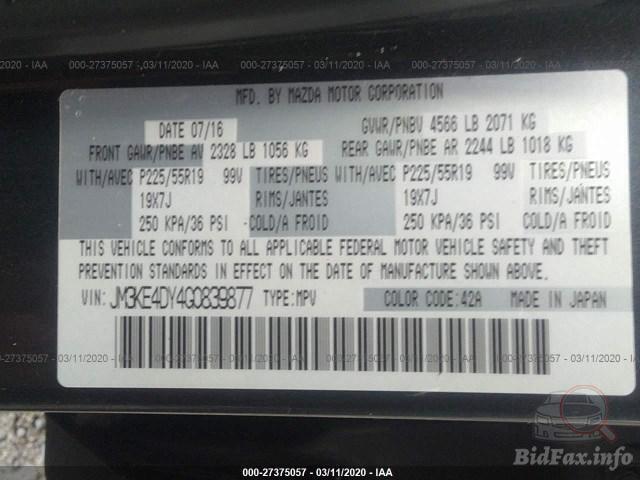 000-27375057 - 03/11/2020 - IAA
MFD. BY MAZDA MOTOR CORPORATION
DATE 07/16
GVWR/PNBV 4566 LB 2071 KG
FRONT GAWR/PNBE AV 2328 LB 1056 KG
REAR GAWR/PNBE AR 2244 LB 1018 KG
WITH/AVEC P225/55R19 99V TIRES/PNEUS WITH/AVEC P225/55R19 99V TIRES/PNEUS
19X7J RIMS/JANTES 19X7J RIMS/JANTES
250 KPA/36 PSI COLD/A FROID 250 KPA/36 PSI COLD/A FROID
THIS VEHICLE CONFORMS TO ALL APPLICABLE FEDERAL MOTOR VEHICLE SAFETY AND THEFT
PREVENTION STANDARDS IN EFFECT ON THE DATE OF MANUFACTURE SHOWN ABOVE.
VIN: JM3KE4DY4G0839877 TYPE: MPV COLOR CODE: 42A MADE IN JAPAN
000-27375057 - 03/11/2020 - IAA
BidFax.info
000-27375057 - 03/11/2020 - IAA